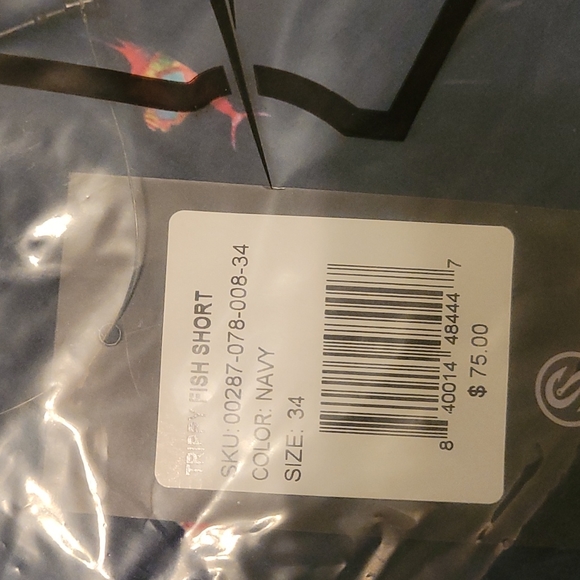 TRIPPY FISH SHORT
SKU: 00287-078-008-34
COLOR: NAVY
SIZE: 34
8 40014 48444 7
$ 75.00